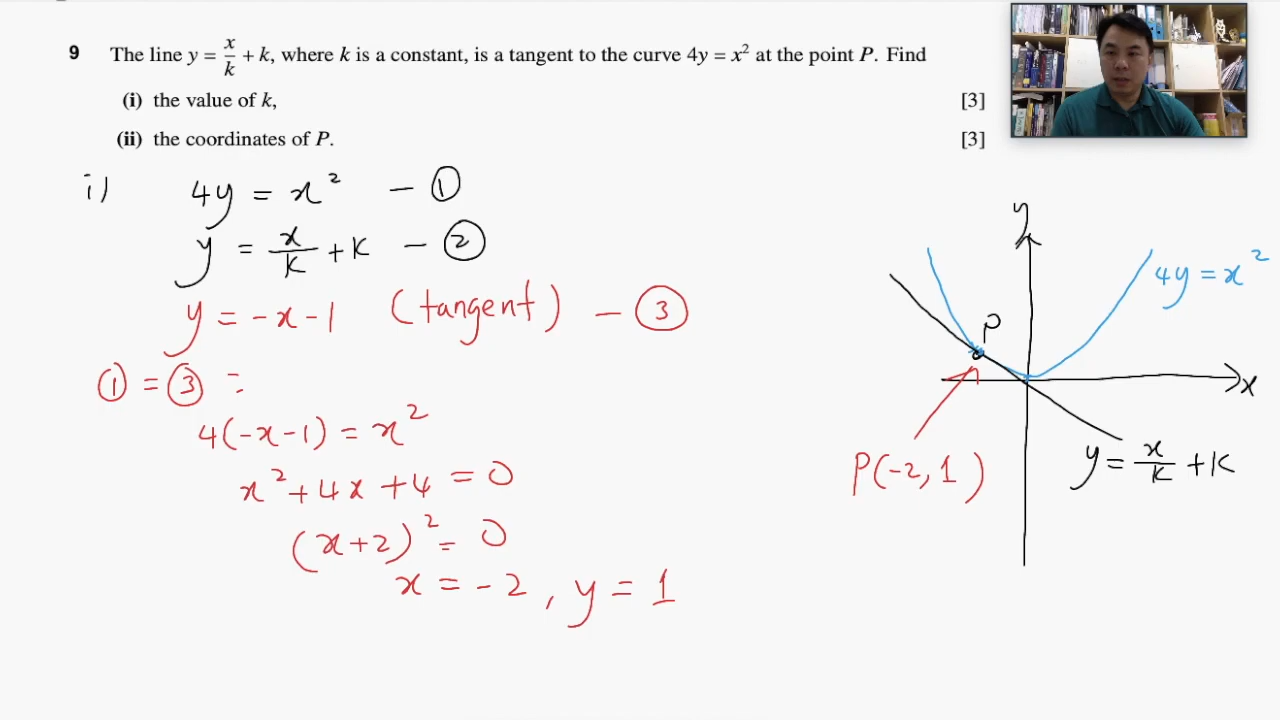 9 The line y = x/k + k, where k is a constant, is a tangent to the curve 4y = x² at the point P. Find
(i) the value of k, [3]
(ii) the coordinates of P. [3]
i) 4y = x² — ①
y = x/k + k — ②
y = -x - 1 (tangent) — ③
① = ③ :
4(-x - 1) = x²
x² + 4x + 4 = 0
(x + 2)² = 0
x = -2, y = 1
y
4y = x²
P
x
P(-2, 1)
y = x/k + k